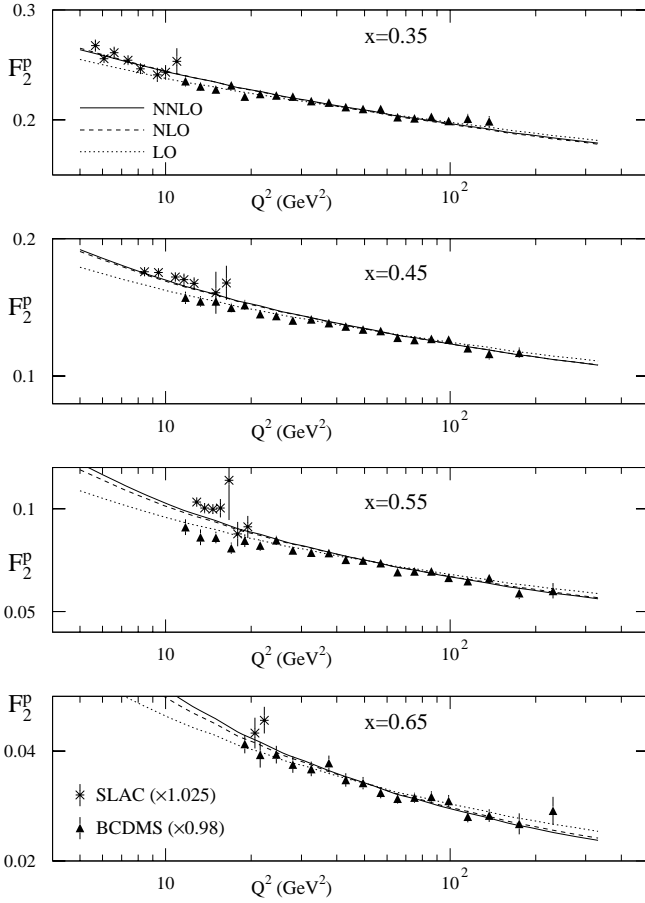 0.3
x=0.35
F₂ᵖ
NNLO
0.2
NLO
LO
10
10²
Q² (GeV²)
0.2
x=0.45
F₂ᵖ
0.1
10
10²
Q² (GeV²)
0.1
x=0.55
F₂ᵖ
0.05
10
10²
Q² (GeV²)
F₂ᵖ
x=0.65
0.04
SLAC (×1.025)
BCDMS (×0.98)
0.02
10
10²
Q² (GeV²)